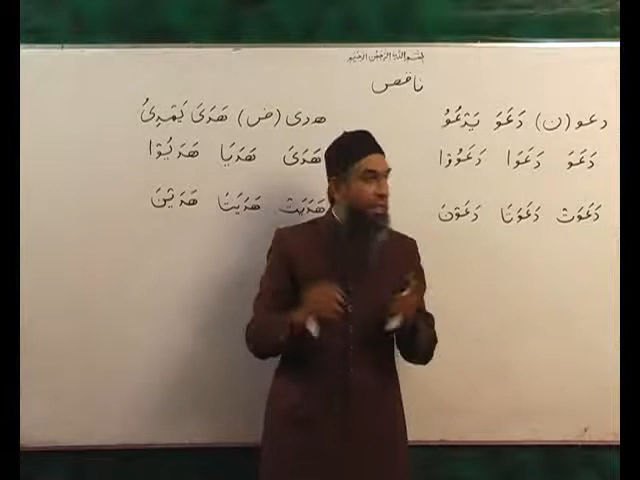 بسم الله الرحمن الرحيم
ناقص
دعو (ن) دَعَوَ يَدْعُوُ
دَعَوَ دَعَوَا دَعَوُوْا
دَعَوَتْ دَعَوَتَا دَعَوْنَ
هدى (ض) هَدَىَ يَهْدِىُ
هَدَىَ هَدَيَا هَدَيُوْا
هَدَيَتْ هَدَيَتَا هَدَيْنَ